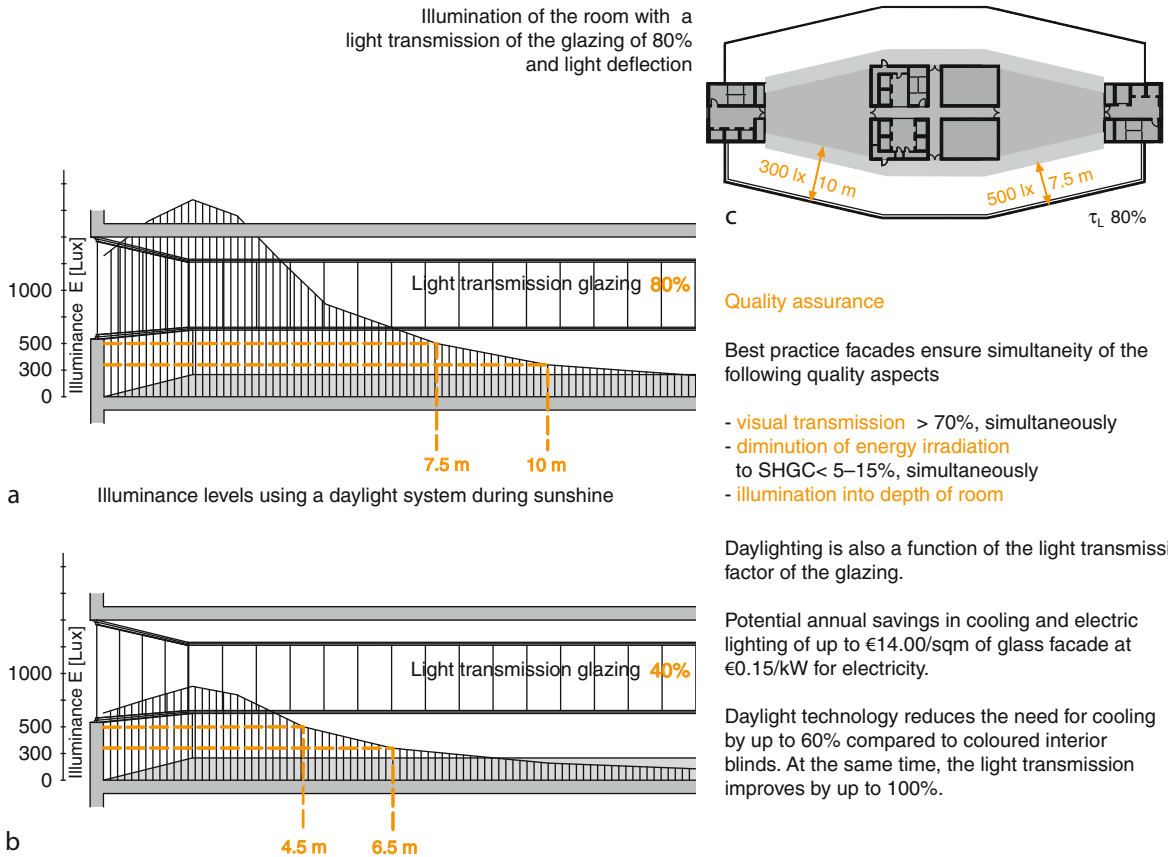 Illumination of the room with a
light transmission of the glazing of 80%
and light deflection
300 lx
10 m
500 lx
7.5 m
c
τL 80%
Illuminance E [Lux]
1000
500
300
0
Light transmission glazing 80%
7.5 m
10 m
a
Illuminance levels using a daylight system during sunshine
Illuminance E [Lux]
1000
500
300
0
Light transmission glazing 40%
4.5 m
6.5 m
b
Quality assurance
Best practice facades ensure simultaneity of the
following quality aspects
- visual transmission > 70%, simultaneously
- diminution of energy irradiation
to SHGC< 5–15%, simultaneously
- illumination into depth of room
Daylighting is also a function of the light transmissi
factor of the glazing.
Potential annual savings in cooling and electric
lighting of up to €14.00/sqm of glass facade at
€0.15/kW for electricity.
Daylight technology reduces the need for cooling
by up to 60% compared to coloured interior
blinds. At the same time, the light transmission
improves by up to 100%.